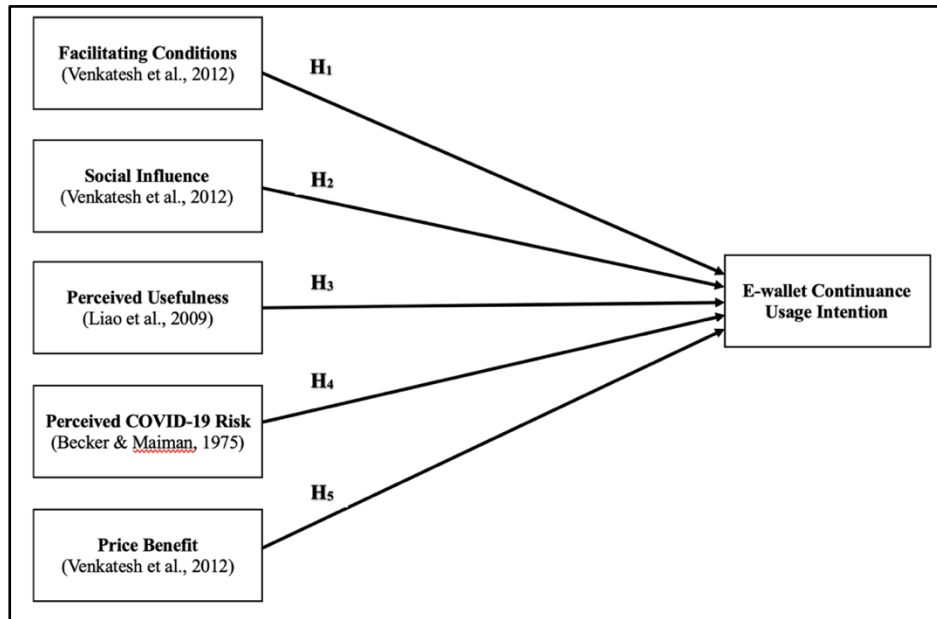 Facilitating Conditions
(Venkatesh et al., 2012)
H₁
Social Influence
(Venkatesh et al., 2012)
H₂
Perceived Usefulness
(Liao et al., 2009)
H₃
E-wallet Continuance
Usage Intention
Perceived COVID-19 Risk
(Becker & Maiman, 1975)
H₄
Price Benefit
(Venkatesh et al., 2012)
H₅